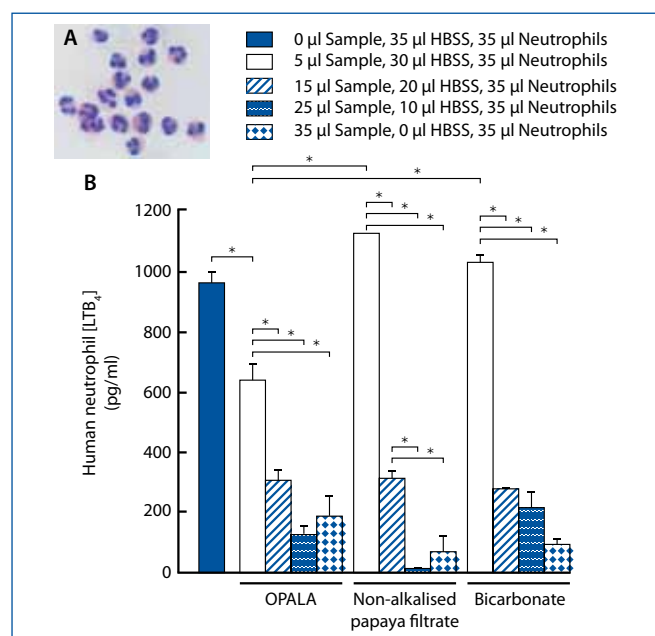 A
0 µl Sample, 35 µl HBSS, 35 µl Neutrophils
5 µl Sample, 30 µl HBSS, 35 µl Neutrophils
15 µl Sample, 20 µl HBSS, 35 µl Neutrophils
25 µl Sample, 10 µl HBSS, 35 µl Neutrophils
35 µl Sample, 0 µl HBSS, 35 µl Neutrophils
B
* *
* * * *
* * *
* * *
*
*
*
*
*
*
Human neutrophil [LTB4]
(pg/ml)
1200
1000
800
600
400
200
0
OPALA
Non-alkalised
papaya filtrate
Bicarbonate